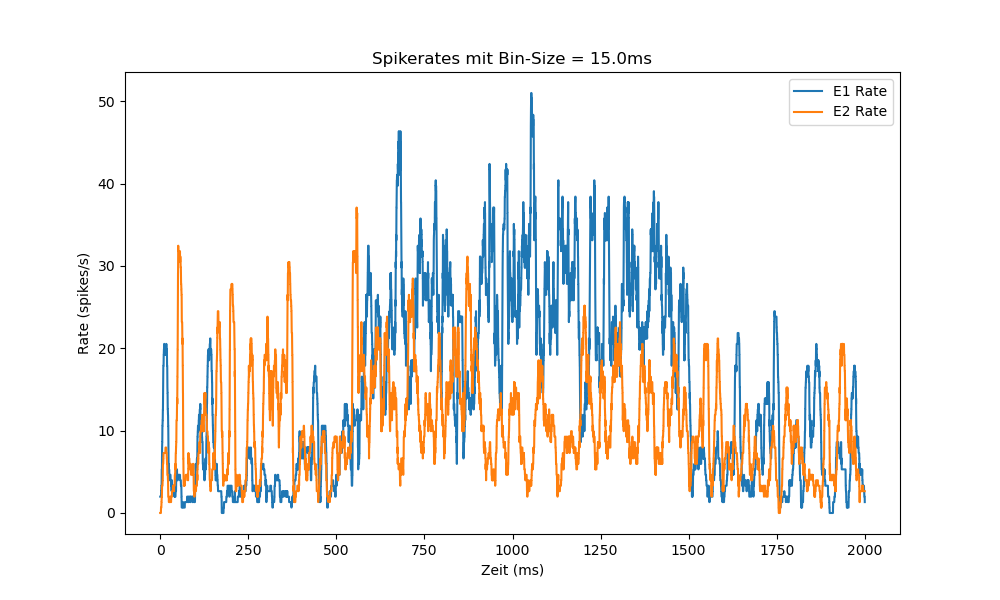 Spikerates mit Bin-Size = 15.0ms
E1 Rate
E2 Rate
Rate (spikes/s)
50
40
30
20
10
0
0 250 500 750 1000 1250 1500 1750 2000
Zeit (ms)